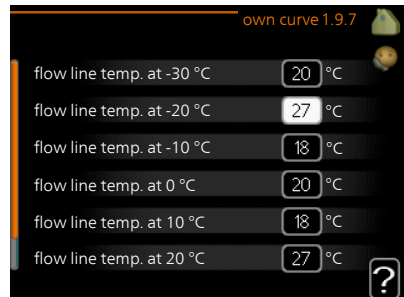 own curve 1.9.7
flow line temp. at -30 °C 20 °C
flow line temp. at -20 °C 27 °C
flow line temp. at -10 °C 18 °C
flow line temp. at 0 °C 20 °C
flow line temp. at 10 °C 18 °C
flow line temp. at 20 °C 27 °C
?